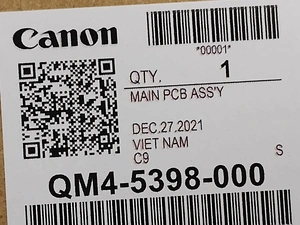 Canon
*00001*
QTY. 1
MAIN PCB ASS'Y
DEC.27.2021
VIET NAM
C9 S
QM4-5398-000